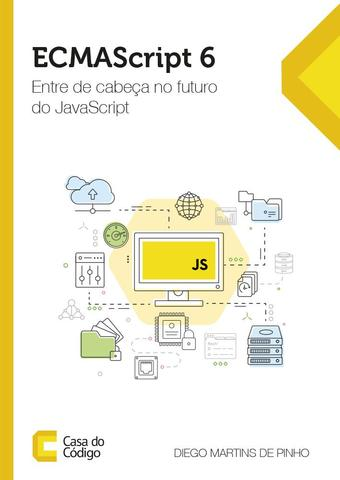 ECMAScript 6
Entre de cabeça no futuro
do JavaScript
JS
Casa do
Código
DIEGO MARTINS DE PINHO